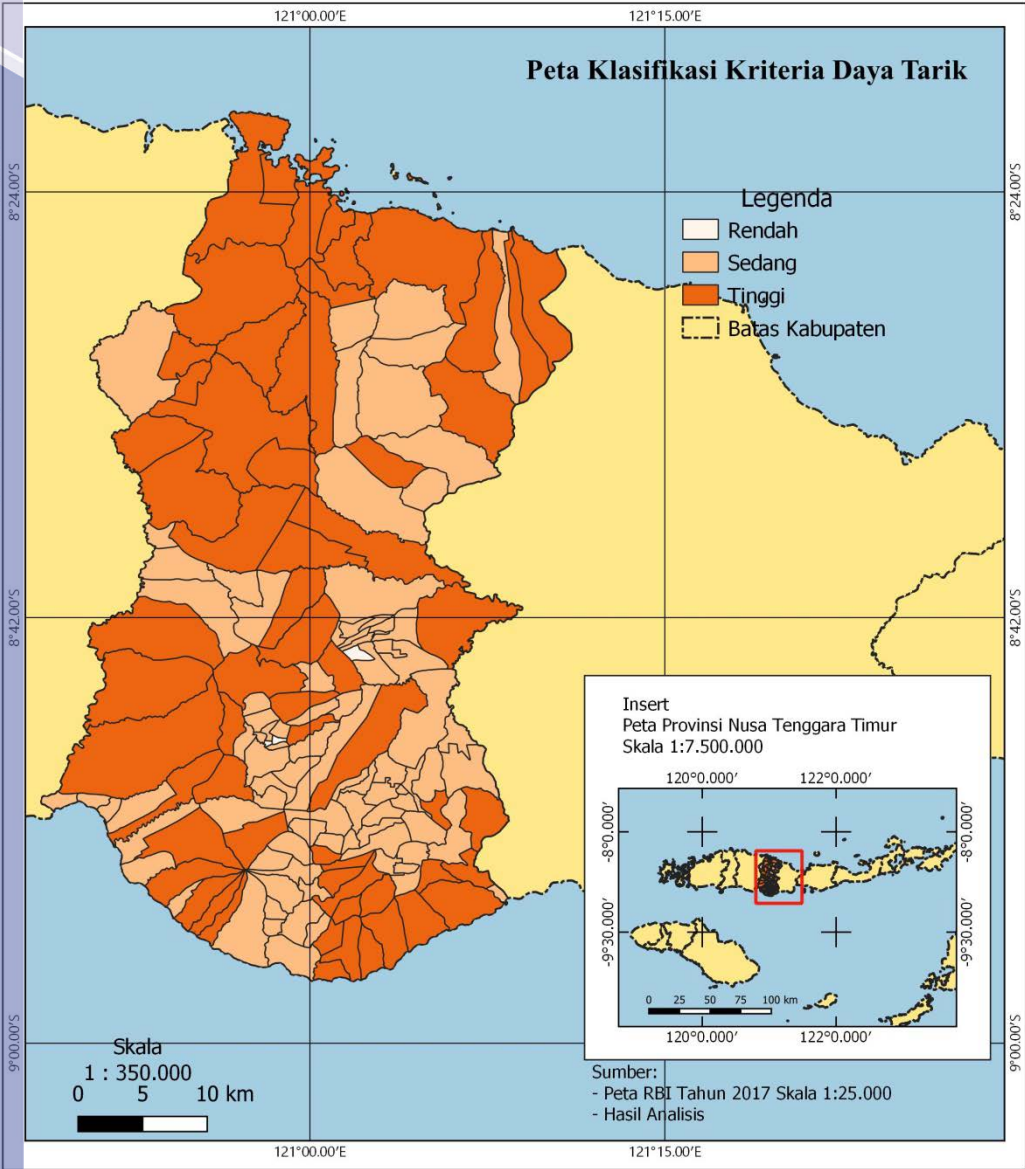 121°00.00'E
121°15.00'E
Peta Klasifikasi Kriteria Daya Tarik
8°24.00'S
8°24.00'S
Legenda
Rendah
Sedang
Tinggi
Batas Kabupaten
8°42.00'S
8°42.00'S
Insert
Peta Provinsi Nusa Tenggara Timur
Skala 1:7.500.000
120°0.000'
122°0.000'
-8°0.000'
-8°0.000'
-9°30.000'
-9°30.000'
0 25 50 75 100 km
120°0.000'
122°0.000'
9°00.00'S
9°00.00'S
Skala
1 : 350.000
0 5 10 km
Sumber:
- Peta RBI Tahun 2017 Skala 1:25.000
- Hasil Analisis
121°00.00'E
121°15.00'E